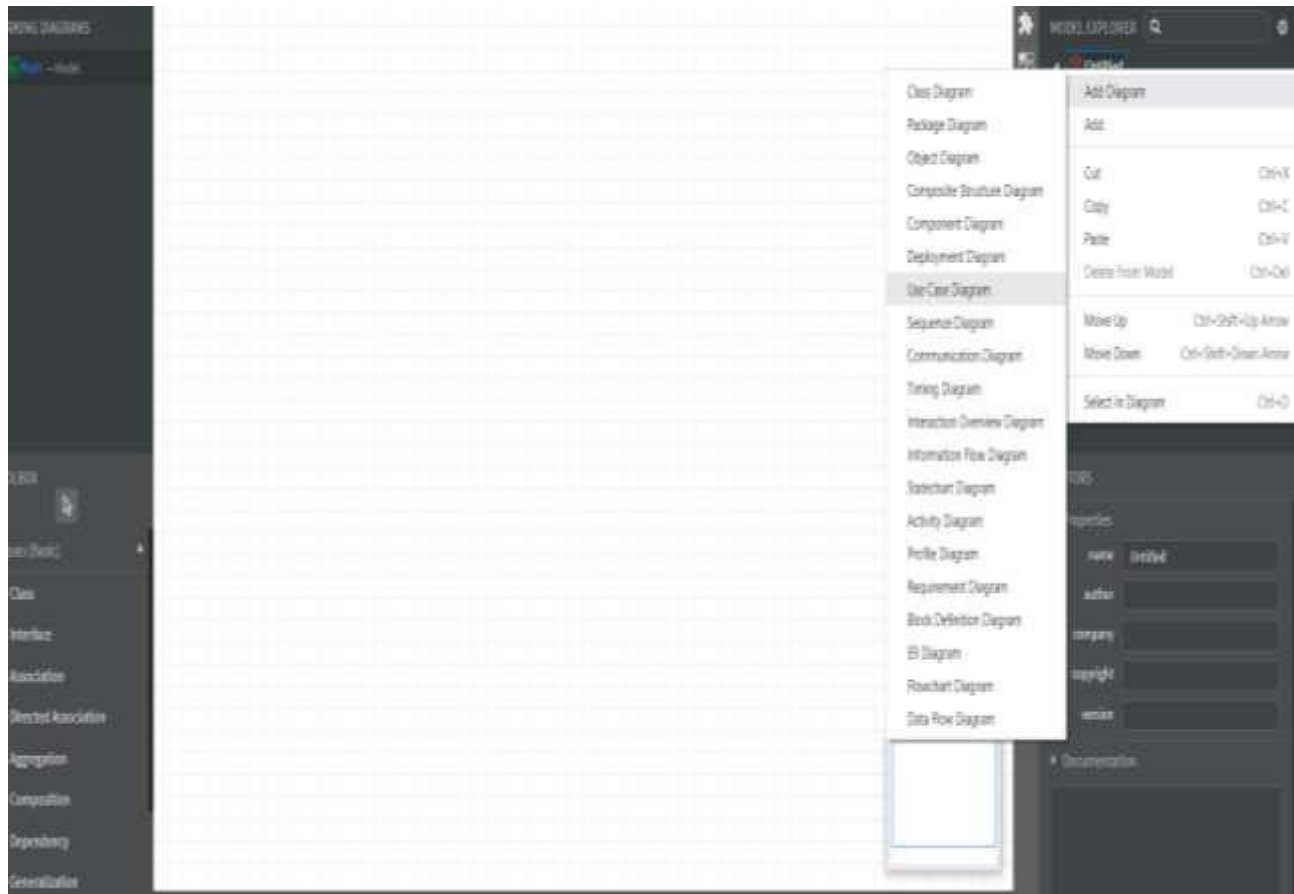 MODEL EXPLORER
Untitled
Class Diagram
Package Diagram
Object Diagram
Composite Structure Diagram
Component Diagram
Deployment Diagram
Use Case Diagram
Sequence Diagram
Communication Diagram
Timing Diagram
Interaction Overview Diagram
Information Flow Diagram
Statechart Diagram
Activity Diagram
Profile Diagram
Requirement Diagram
Block Definition Diagram
ER Diagram
Flowchart Diagram
Data Flow Diagram
Add Diagram
Add
Cut Ctrl+X
Copy Ctrl+C
Paste Ctrl+V
Delete from Model Ctrl+Del
Move Up Ctrl+Shift+Up Arrow
Move Down Ctrl+Shift+Down Arrow
Select in Diagram Ctrl+D
name Untitled
author
company
copyright
version
Documentation
(Basic)
Class
Interface
Association
Directed Association
Aggregation
Composition
Dependency
Generalization